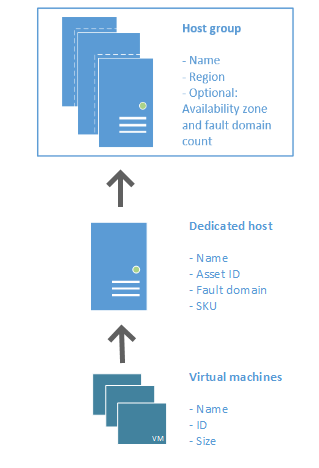 Host group
- Name
- Region
- Optional:
Availability zone
and fault domain
count
Dedicated host
- Name
- Asset ID
- Fault domain
- SKU
Virtual machines
- Name
- ID
- Size
VM